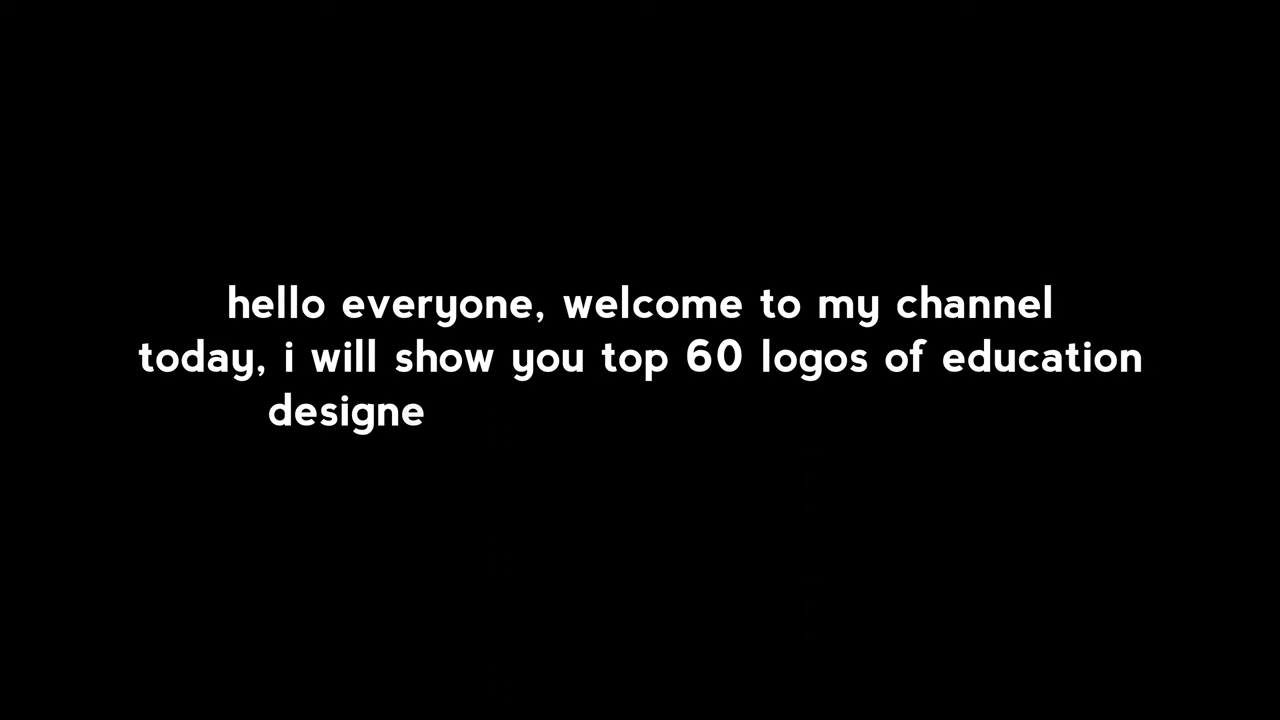 hello everyone, welcome to my channel
today, i will show you top 60 logos of education
designe